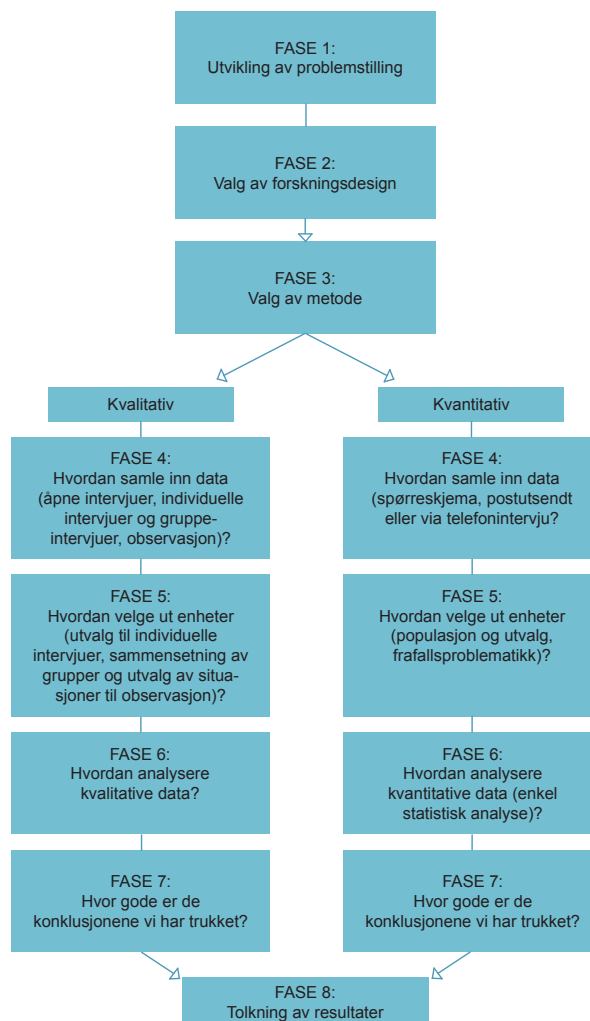 FASE 1:
Utvikling av problemstilling
FASE 2:
Valg av forskningsdesign
FASE 3:
Valg av metode
Kvalitativ
FASE 4:
Hvordan samle inn data
(åpne intervjuer, individuelle
intervjuer og gruppe-
intervjuer, observasjon)?
FASE 5:
Hvordan velge ut enheter
(utvalg til individuelle
intervjuer, sammensetning av
grupper og utvalg av situa-
sjoner til observasjon)?
FASE 6:
Hvordan analysere
kvalitative data?
FASE 7:
Hvor gode er de
konklusjonene vi har trukket?
Kvantitativ
FASE 4:
Hvordan samle inn data
(spørreskjema, postutsendt
eller via telefonintervju?
FASE 5:
Hvordan velge ut enheter
(populasjon og utvalg,
frafallsproblematikk)?
FASE 6:
Hvordan analysere
kvantitative data (enkel
statistisk analyse)?
FASE 7:
Hvor gode er de
konklusjonene vi har trukket?
FASE 8:
Tolkning av resultater